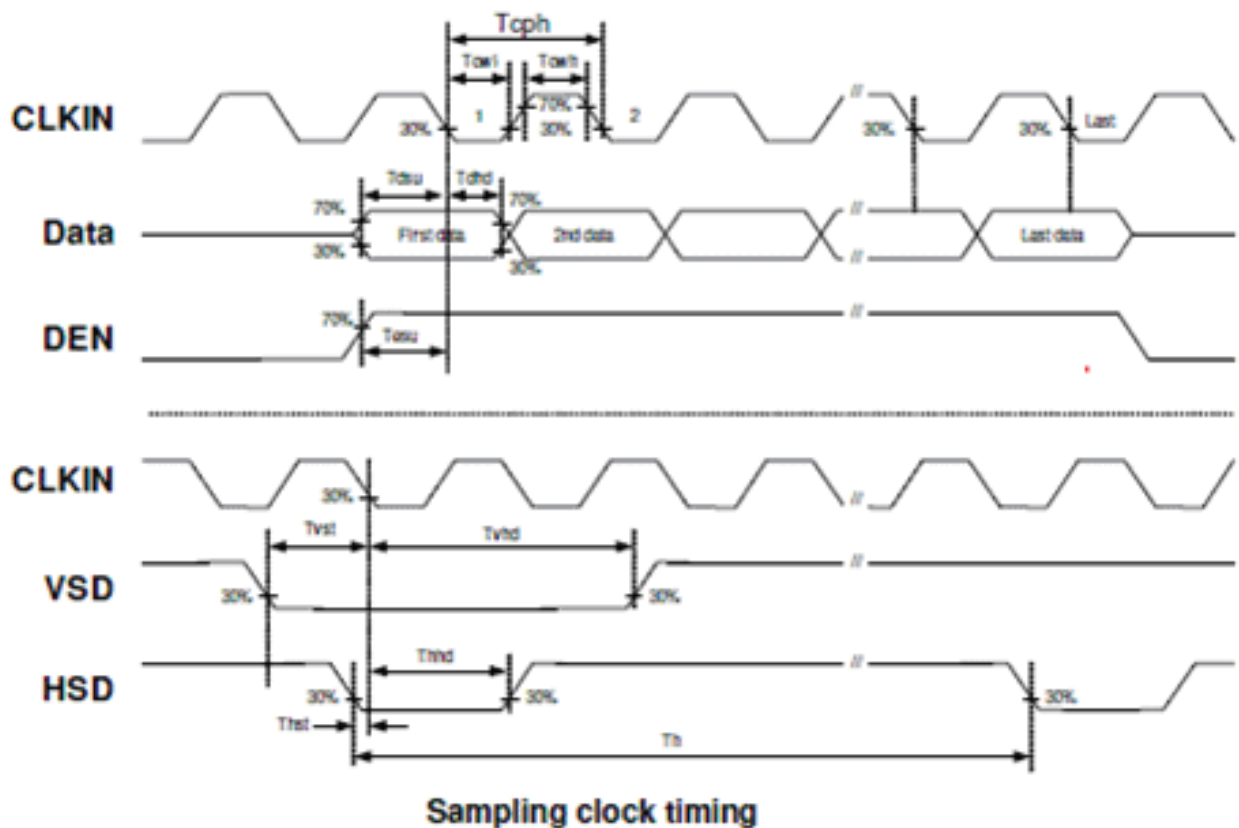 Tcph
Tcwl Tcwh
CLKIN 30% 1 70% 30% 2 30% 30% Last
Tdsu Tdhd
70% 70%
Data First data 2nd data Last data
30% 30%
DEN 70%
Tesu
CLKIN 30%
Tvst Tvhd
VSD 30% 30%
Thhd
HSD 30% 30% 30%
Thst
Th
Sampling clock timing